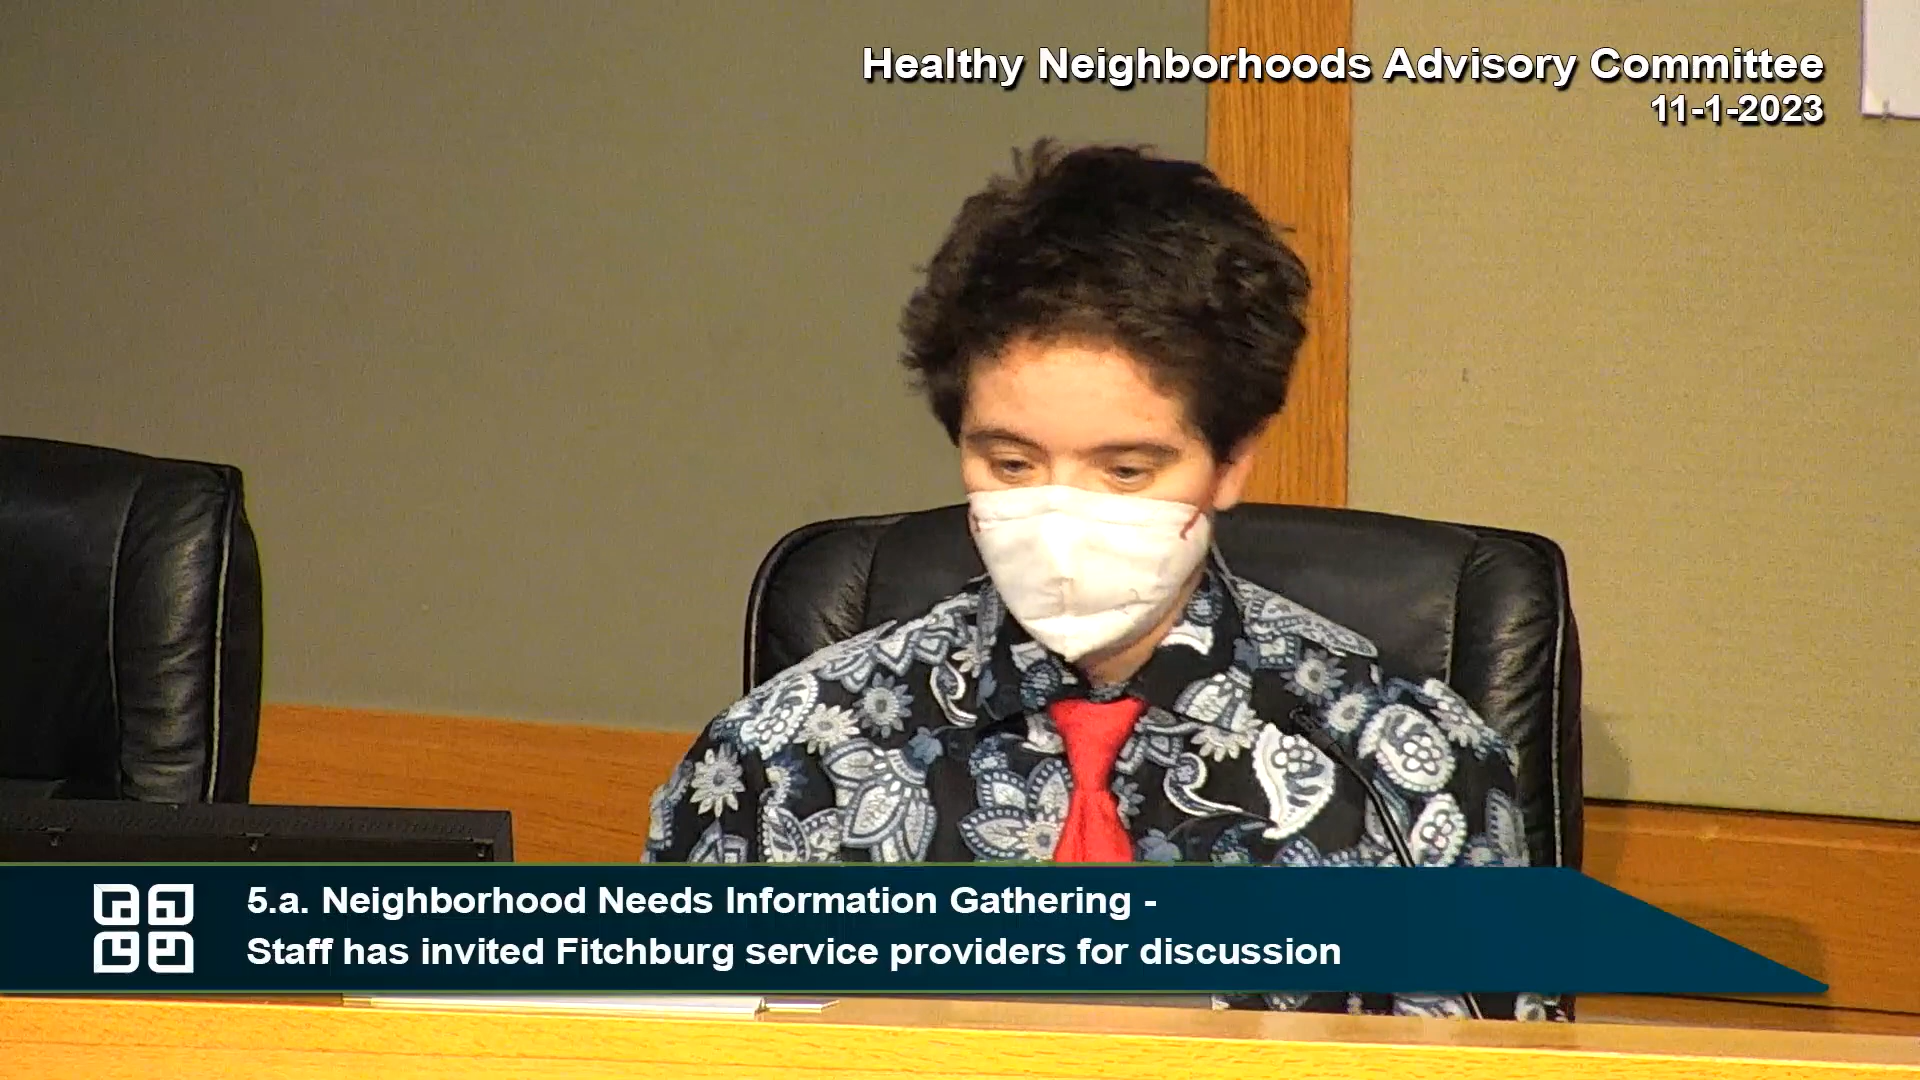 Healthy Neighborhoods Advisory Committee
11-1-2023
5.a. Neighborhood Needs Information Gathering -
Staff has invited Fitchburg service providers for discussion